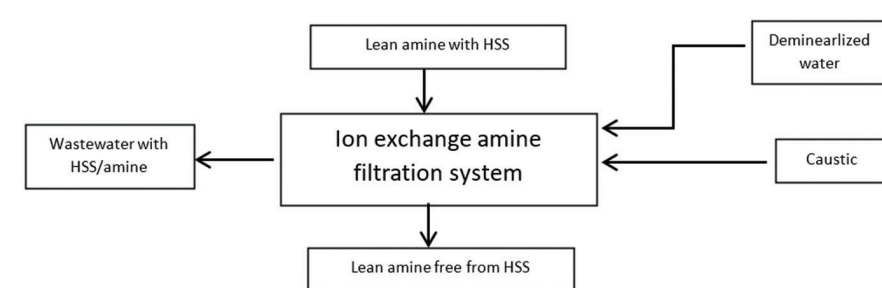 Lean amine with HSS
Deminearlized
water
Wastewater with
HSS/amine
Ion exchange amine
filtration system
Caustic
Lean amine free from HSS